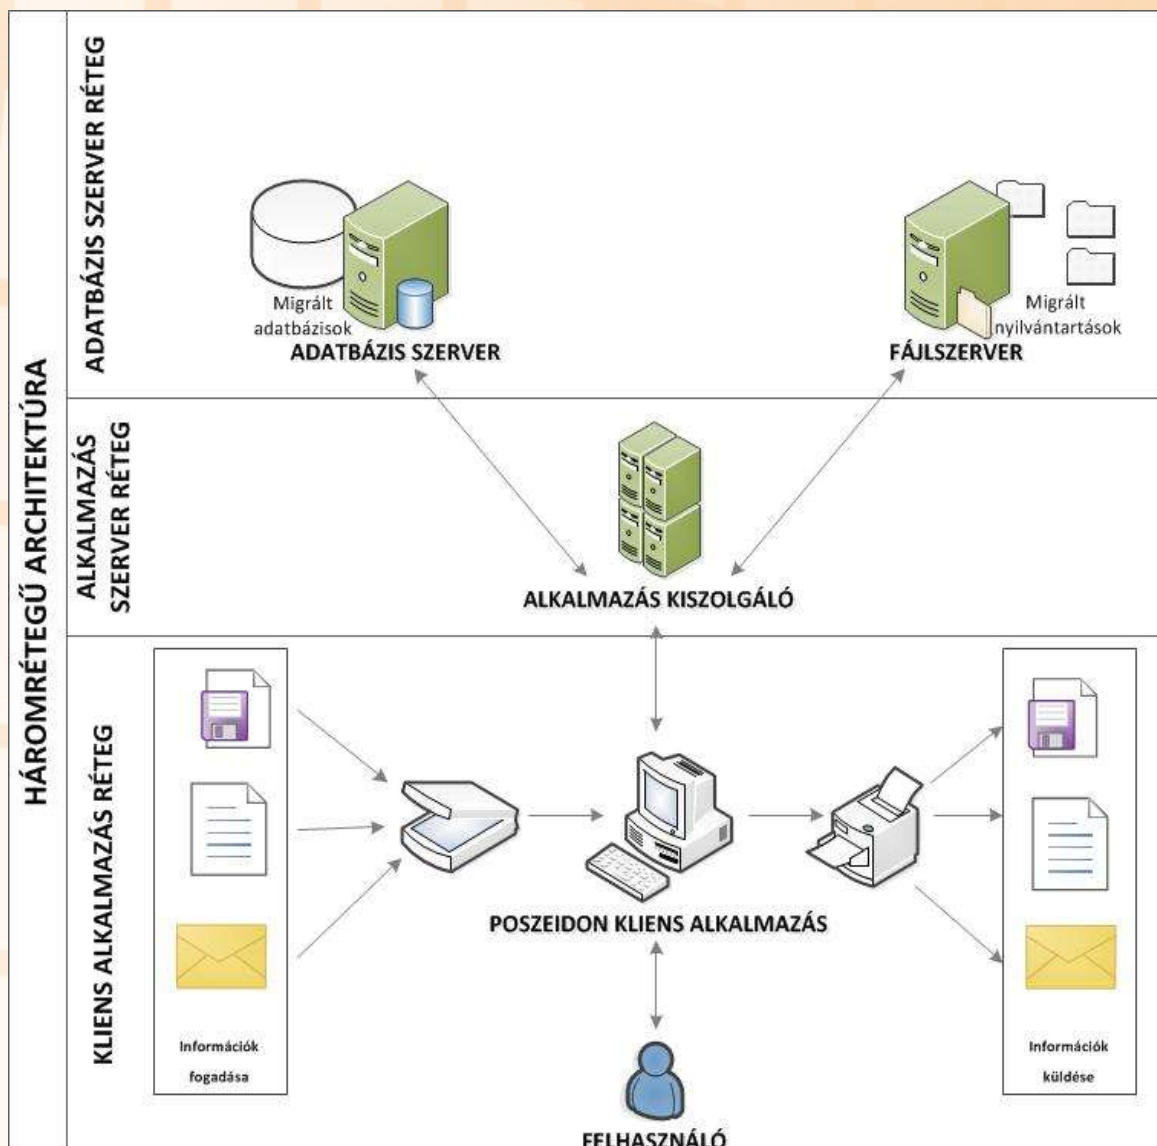 HÁROMRÉTEGŰ ARCHITEKTÚRA
ADATBÁZIS SZERVER RÉTEG
Migrált
adatbázisok
ADATBÁZIS SZERVER
Migrált
nyilvántartások
FÁJLSZERVER
ALKALMAZÁS
SZERVER RÉTEG
ALKALMAZÁS KISZOLGÁLÓ
KLIENS ALKALMAZÁS RÉTEG
Információk
fogadása
POSZEIDON KLIENS ALKALMAZÁS
Információk
küldése
FELHASZNÁLÓ